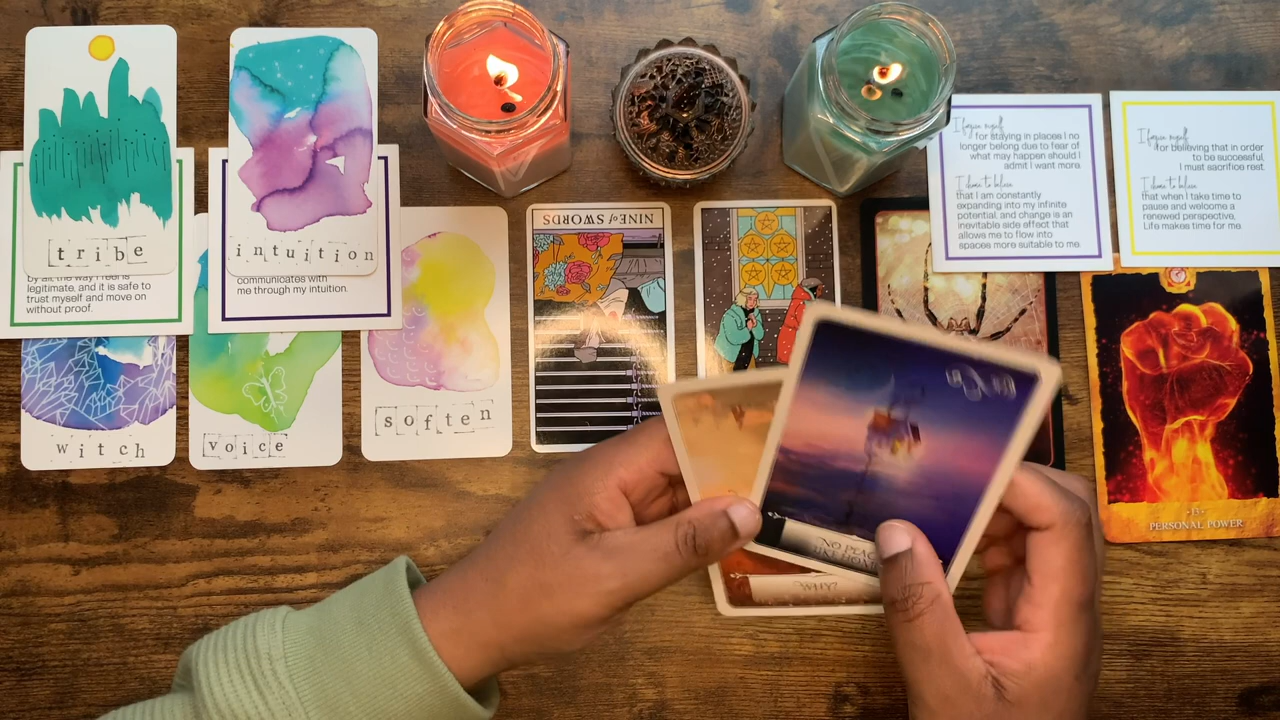 tribe
by all the way I feel is
legitimate, and it is safe to
trust myself and move on
without proof.
intuition
communicates with
me through my intuition.
witch
voice
soften
NINE of SWORDS
I forgive myself
for staying in places I no
longer belong due to fear of
what may happen should I
admit I want more.
I choose to believe
that I am constantly
expanding into my infinite
potential, and change is an
inevitable side effect that
allows me to flow into
spaces more suitable to me.
I forgive myself
for believing that in order
to be successful,
I must sacrifice rest.
I choose to believe
that when I take time to
pause and welcome a
renewed perspective,
Life makes time for me.
NO PLACE
LIKE HOME
WAIT
13
PERSONAL POWER